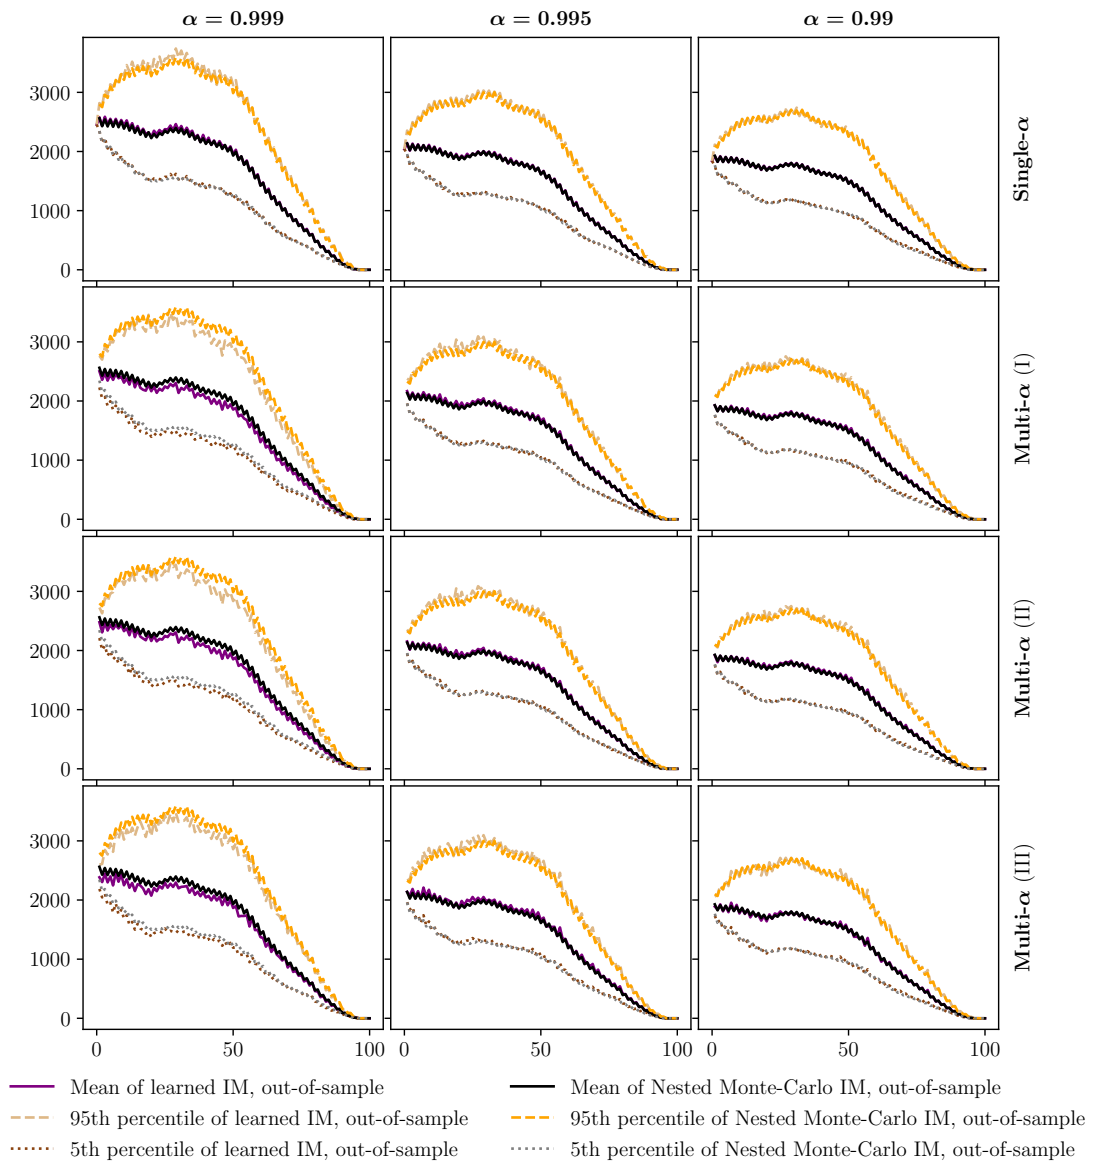 α = 0.999 α = 0.995 α = 0.99
3000
2000
1000
0
Single-α
3000
2000
1000
0
Multi-α (I)
3000
2000
1000
0
Multi-α (II)
3000
2000
1000
0
Multi-α (III)
0 50 100 0 50 100 0 50 100
Mean of learned IM, out-of-sample
95th percentile of learned IM, out-of-sample
5th percentile of learned IM, out-of-sample
Mean of Nested Monte-Carlo IM, out-of-sample
95th percentile of Nested Monte-Carlo IM, out-of-sample
5th percentile of Nested Monte-Carlo IM, out-of-sample